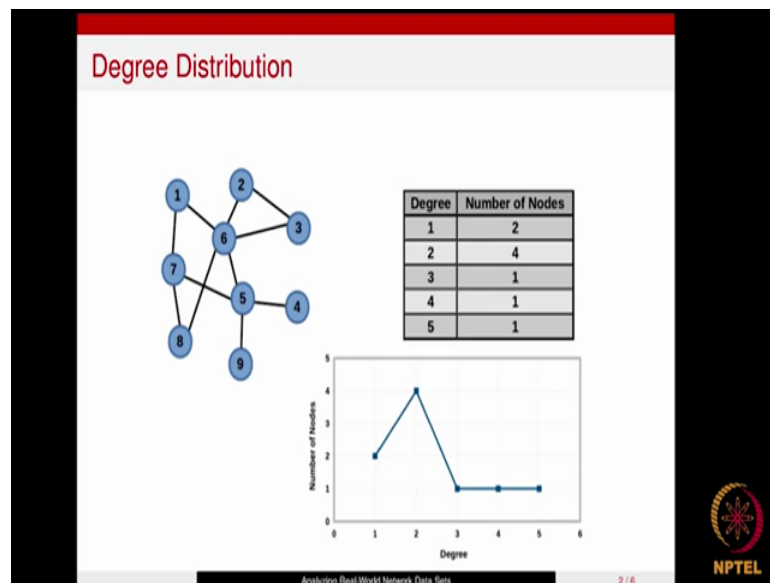 Degree Distribution
1
2
3
6
7
5
4
8
9
Degree Number of Nodes
1 2
2 4
3 1
4 1
5 1
5
4
3
2
1
0
Number of Nodes
0 1 2 3 4 5 6
Degree
Analyzing Real-World Network Data Sets
2 / 6
NPTEL